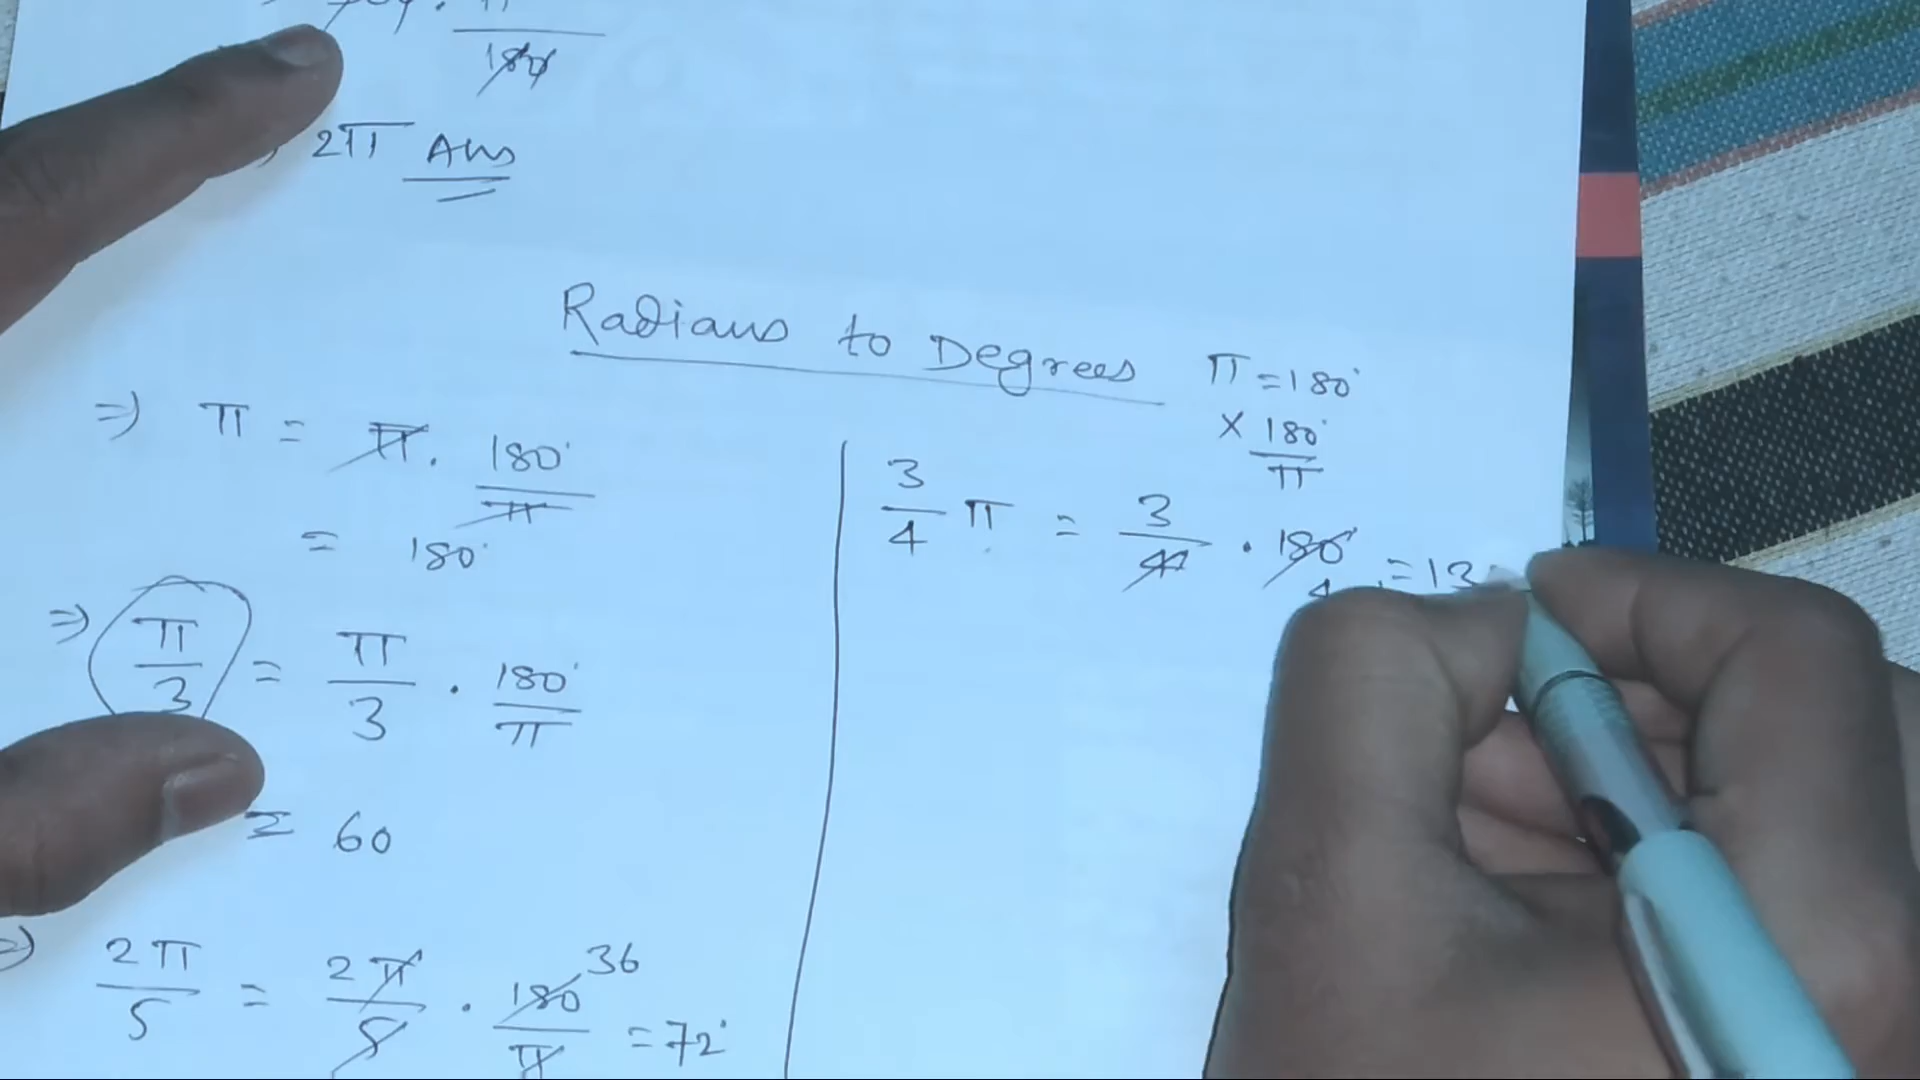 π
180
2π Ans
Radians to Degrees
π = 180°
× 180°/π
⇒ π = π . 180°/π
= 180°
⇒ π/3 = π/3 . 180°/π
= 60
2π/5 = 2π/5 . 180/π 36 = 72°
3/4 π = 3/4 . 180°